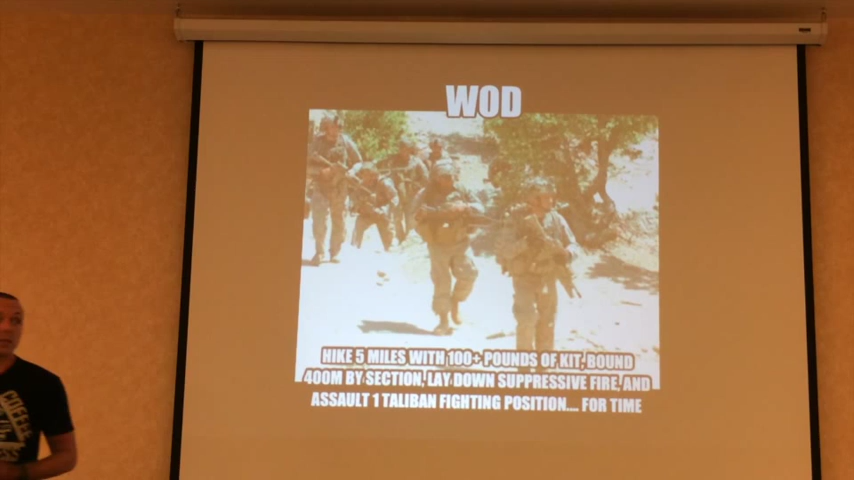 WOD
HIKE 5 MILES WITH 100+ POUNDS OF KIT, BOUND
400M BY SECTION, LAY DOWN SUPPRESSIVE FIRE, AND
ASSAULT 1 TALIBAN FIGHTING POSITION.... FOR TIME
COFFEE